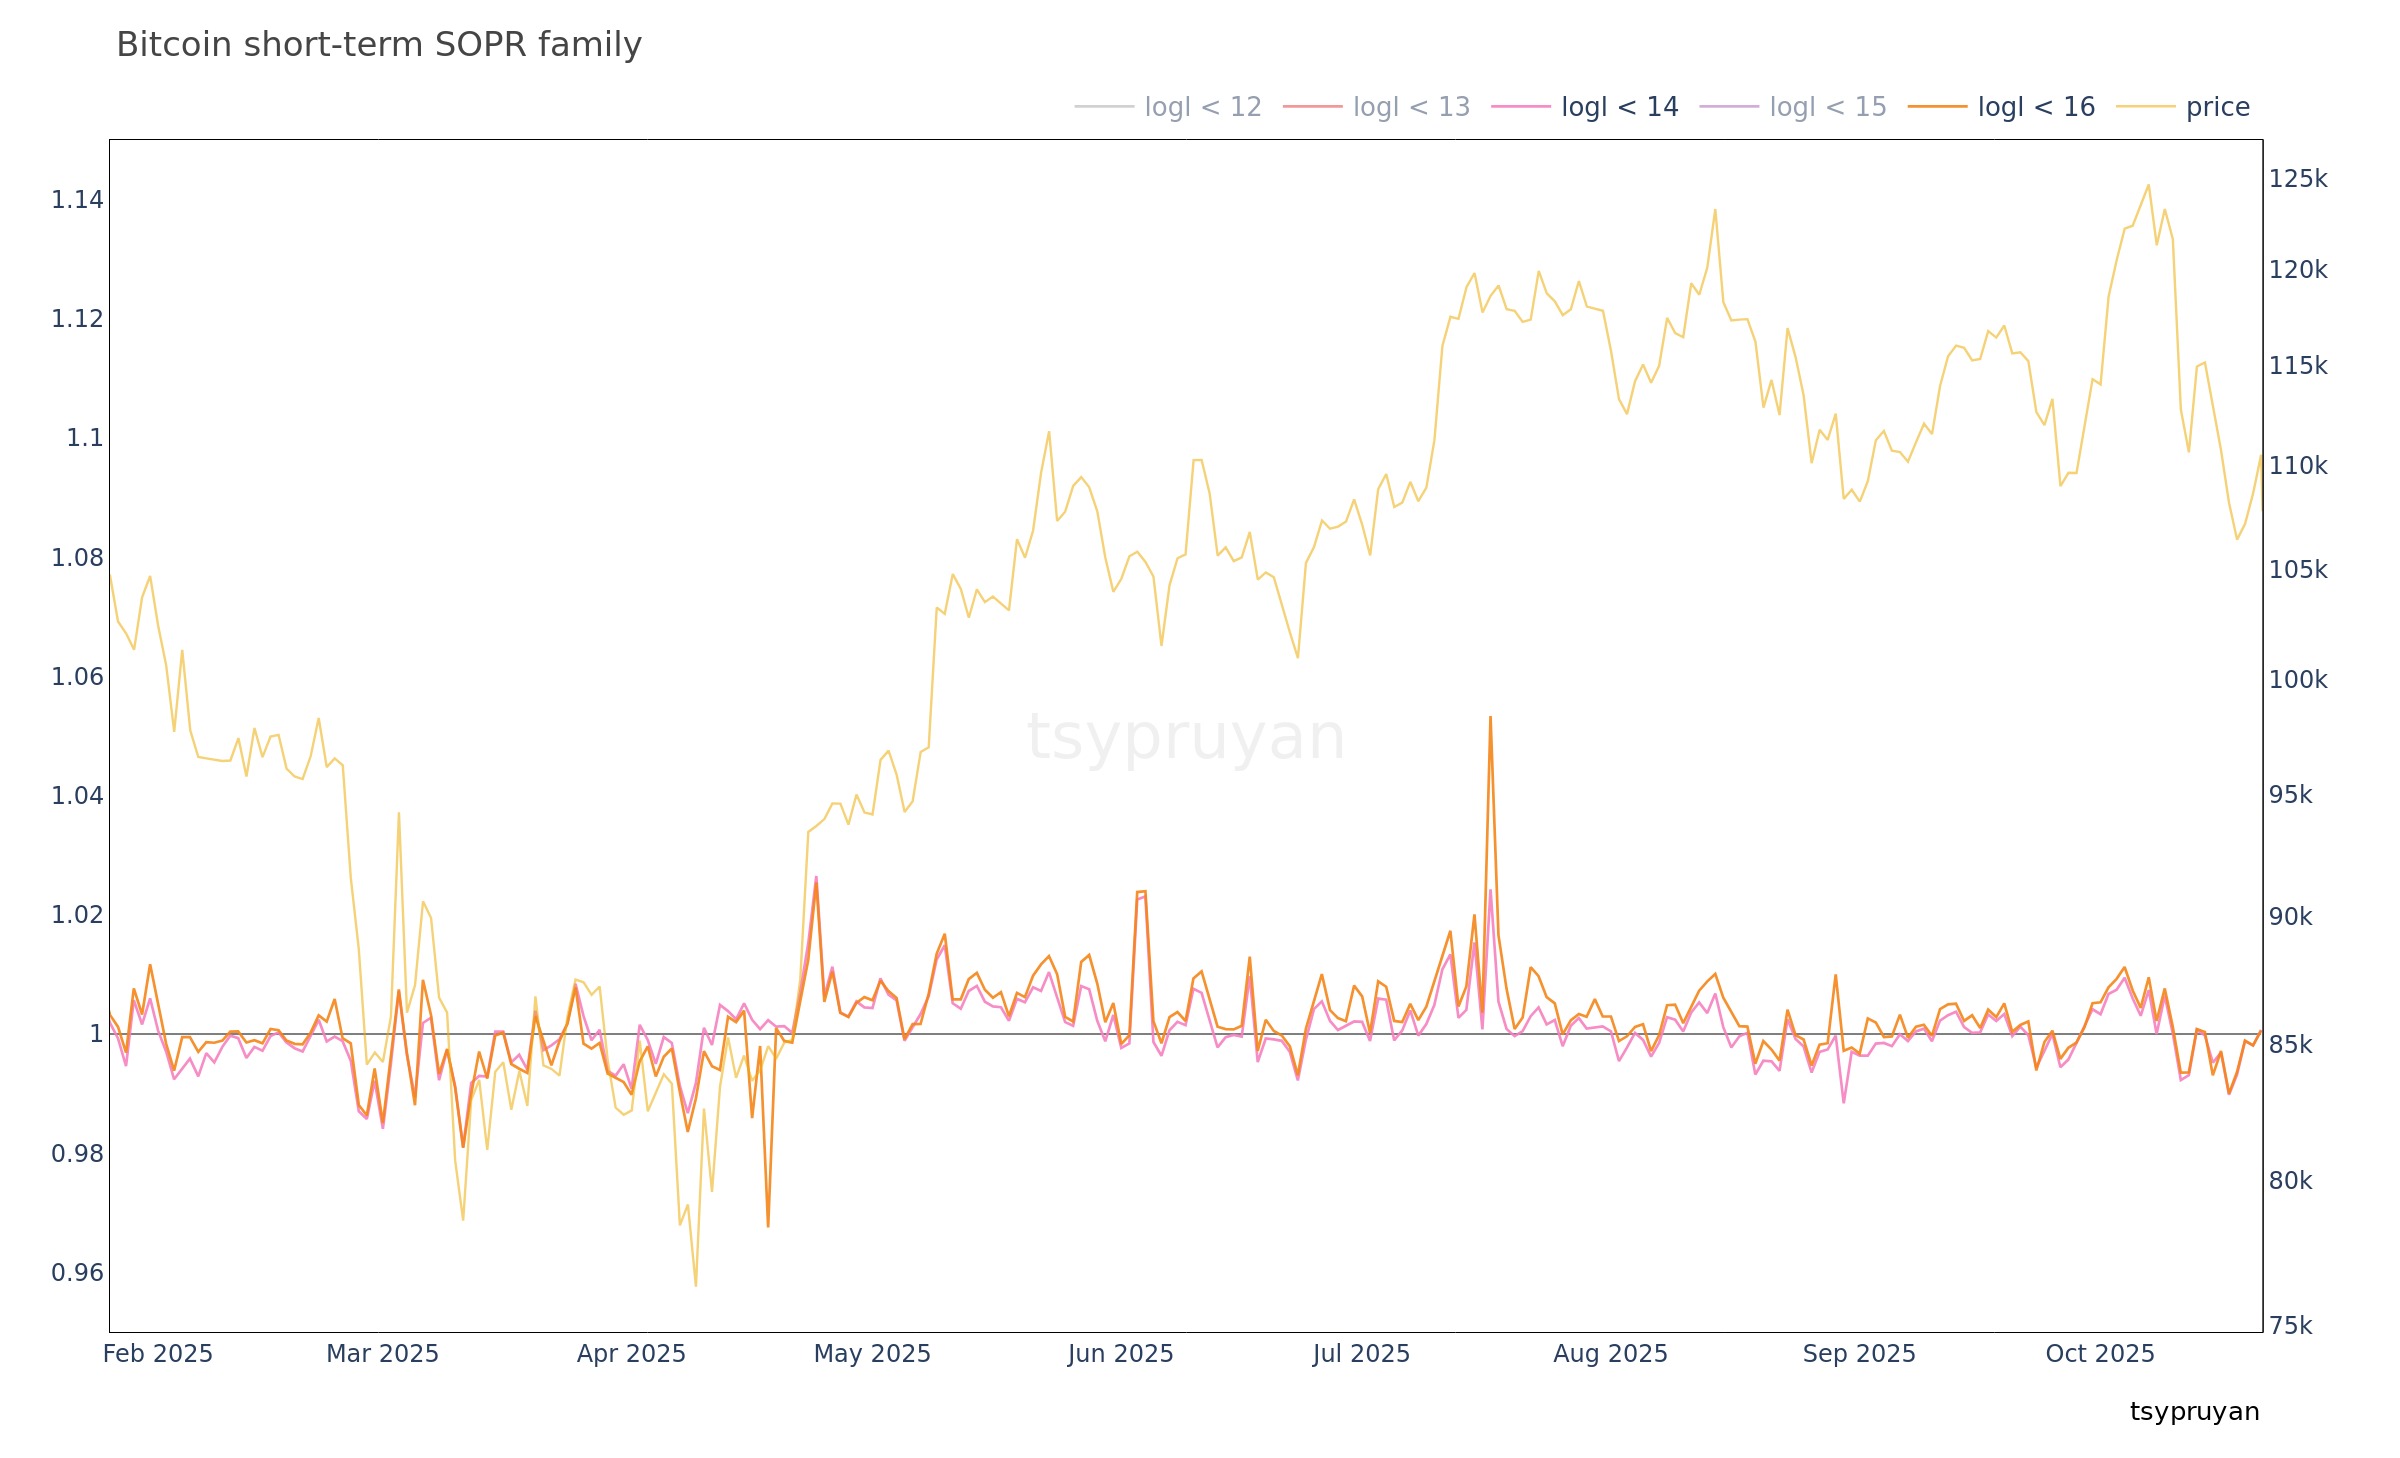 Bitcoin short-term SOPR family
logl < 12 logl < 13 logl < 14 logl < 15 logl < 16 price
1.14 125k
120k
1.12
115k
1.1
110k
1.08 105k
1.06 100k
tsypruyan
1.04 95k
1.02 90k
1 85k
0.98
80k
0.96
75k
Feb 2025 Mar 2025 Apr 2025 May 2025 Jun 2025 Jul 2025 Aug 2025 Sep 2025 Oct 2025
tsypruyan